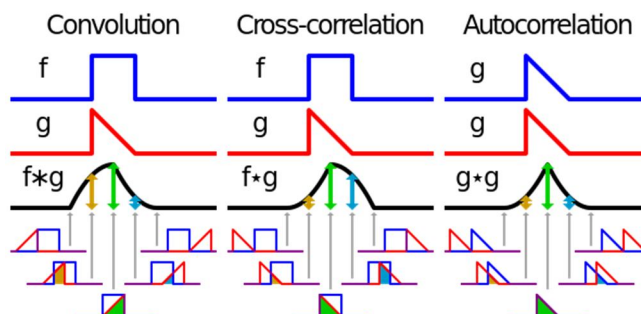 Convolution Cross-correlation Autocorrelation
f f g
g g g
f∗g f⋆g g⋆g